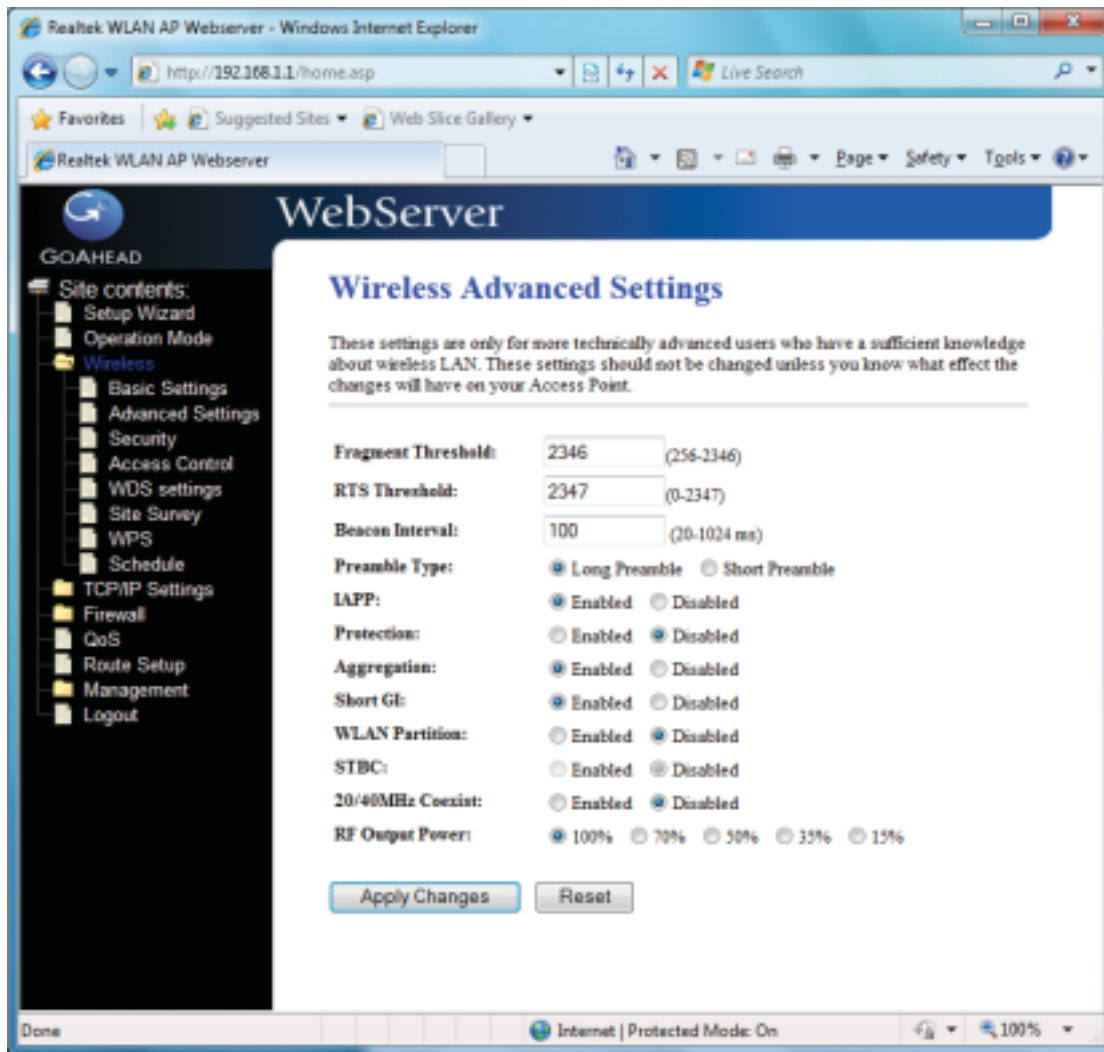 Realtek WLAN AP Webserver - Windows Internet Explorer
http://192.168.1.1/home.asp
Live Search
Favorites
Suggested Sites
Web Slice Gallery
Realtek WLAN AP Webserver
Page
Safety
Tools
GOAHEAD
WebServer
Site contents:
Setup Wizard
Operation Mode
Wireless
Basic Settings
Advanced Settings
Security
Access Control
WDS settings
Site Survey
WPS
Schedule
TCP/IP Settings
Firewall
QoS
Route Setup
Management
Logout
Wireless Advanced Settings
These settings are only for more technically advanced users who have a sufficient knowledge
about wireless LAN. These settings should not be changed unless you know what effect the
changes will have on your Access Point.
Fragment Threshold: 2346 (256-2346)
RTS Threshold: 2347 (0-2347)
Beacon Interval: 100 (20-1024 ms)
Preamble Type: Long Preamble Short Preamble
IAPP: Enabled Disabled
Protection: Enabled Disabled
Aggregation: Enabled Disabled
Short GI: Enabled Disabled
WLAN Partition: Enabled Disabled
STBC: Enabled Disabled
20/40MHz Coexist: Enabled Disabled
RF Output Power: 100% 70% 50% 35% 15%
Apply Changes Reset
Done
Internet | Protected Mode: On
100%